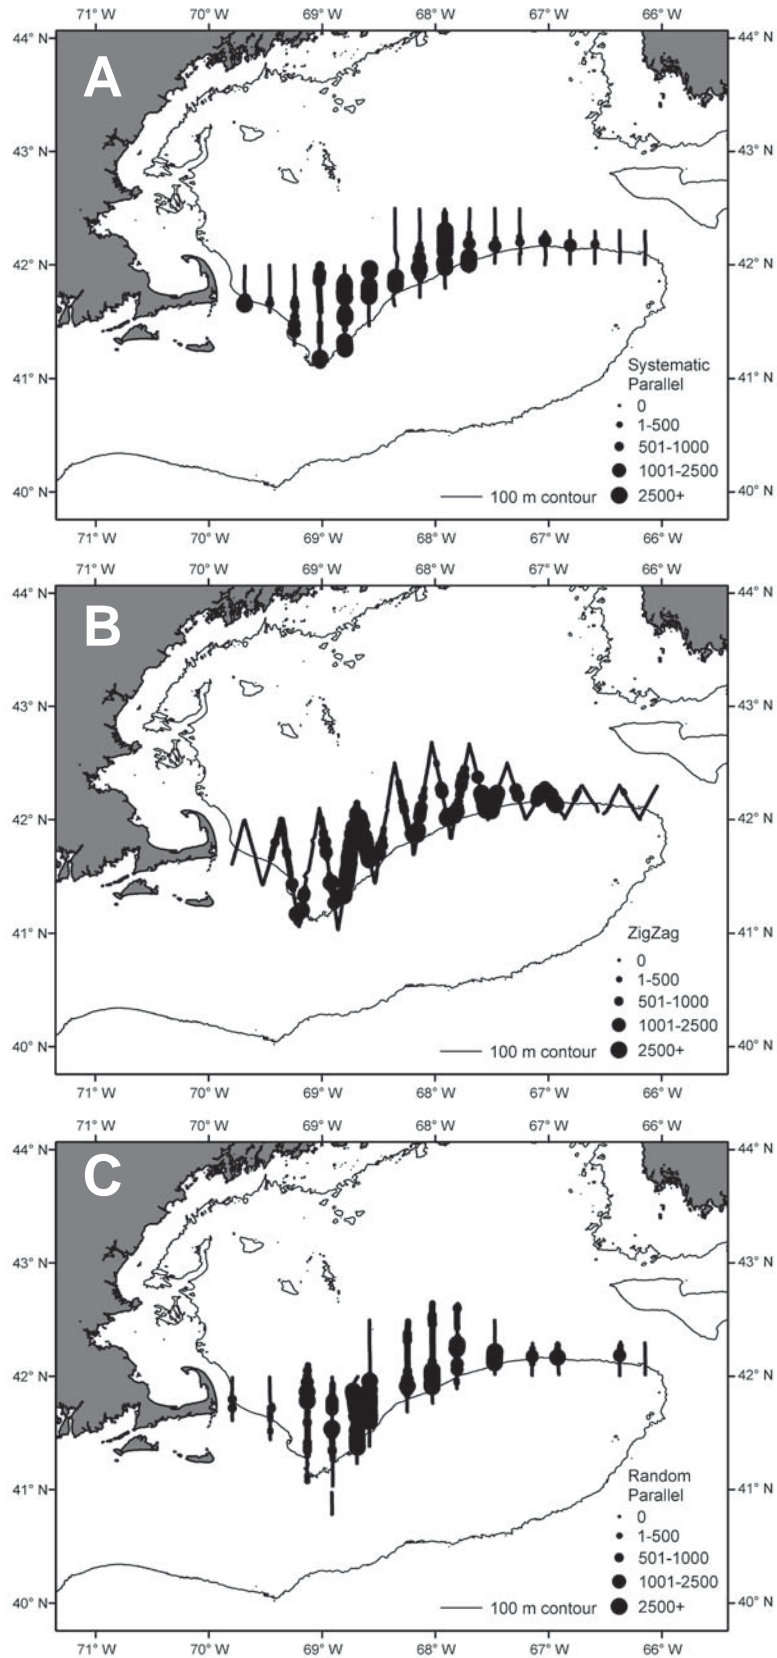 71° W 70° W 69° W 68° W 67° W 66° W
44° N 44° N
A
43° N 43° N
42° N 42° N
41° N 41° N
Systematic
Parallel
0
1-500
501-1000
1001-2500
40° N 100 m contour 2500+ 40° N
71° W 70° W 69° W 68° W 67° W 66° W
71° W 70° W 69° W 68° W 67° W 66° W
44° N 44° N
B
43° N 43° N
42° N 42° N
41° N 41° N
ZigZag
0
1-500
501-1000
1001-2500
40° N 100 m contour 2500+ 40° N
71° W 70° W 69° W 68° W 67° W 66° W
71° W 70° W 69° W 68° W 67° W 66° W
44° N 44° N
C
43° N 43° N
42° N 42° N
41° N 41° N
Random
Parallel
0
1-500
501-1000
1001-2500
40° N 100 m contour 2500+ 40° N
71° W 70° W 69° W 68° W 67° W 66° W